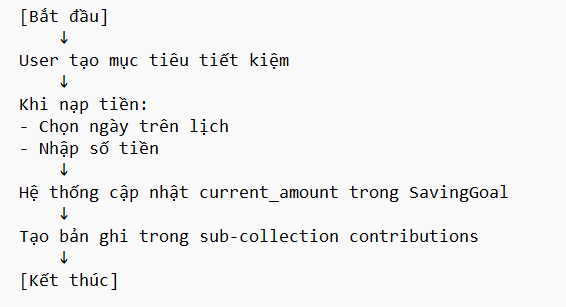 [Bắt đầu]
↓
User tạo mục tiêu tiết kiệm
↓
Khi nạp tiền:
- Chọn ngày trên lịch
- Nhập số tiền
↓
Hệ thống cập nhật current_amount trong SavingGoal
↓
Tạo bản ghi trong sub-collection contributions
↓
[Kết thúc]